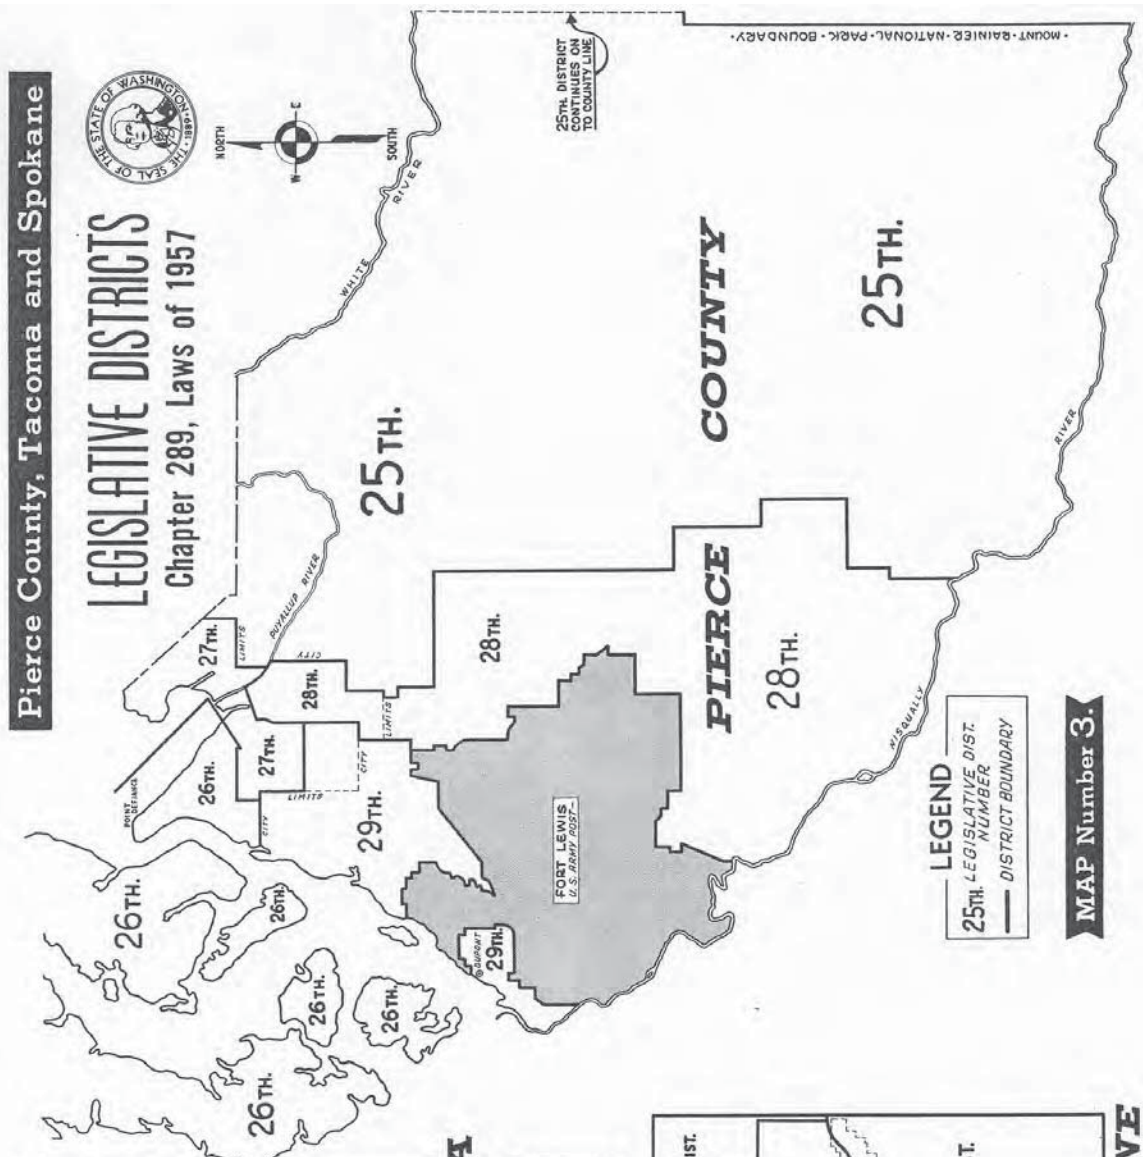 Pierce County, Tacoma and Spokane
LEGISLATIVE DISTRICTS
Chapter 289, Laws of 1957
THE SEAL OF THE STATE OF WASHINGTON
1889
NORTH
W
E
SOUTH
WHITE
RIVER
25TH. DISTRICT
CONTINUES ON
TO COUNTY LINE
MOUNT·RAINIER·NATIONAL·PARK·BOUNDARY·
25TH.
PUYALLUP RIVER
27TH.
LIMITS
CITY
28TH.
LIMITS
27TH.
CITY
LIMITS
26TH.
POINT
DEFIANCE
CITY
29TH.
26TH.
26TH.
26TH.
26TH.
26TH.
28TH.
FORT LEWIS
U.S. ARMY POST-
DUPONT
29TH.
PIERCE COUNTY
25TH.
28TH.
NISQUALLY
RIVER
LEGEND
25TH. LEGISLATIVE DIST.
NUMBER
DISTRICT BOUNDARY
MAP Number 3.
A
IST.
T.
NE